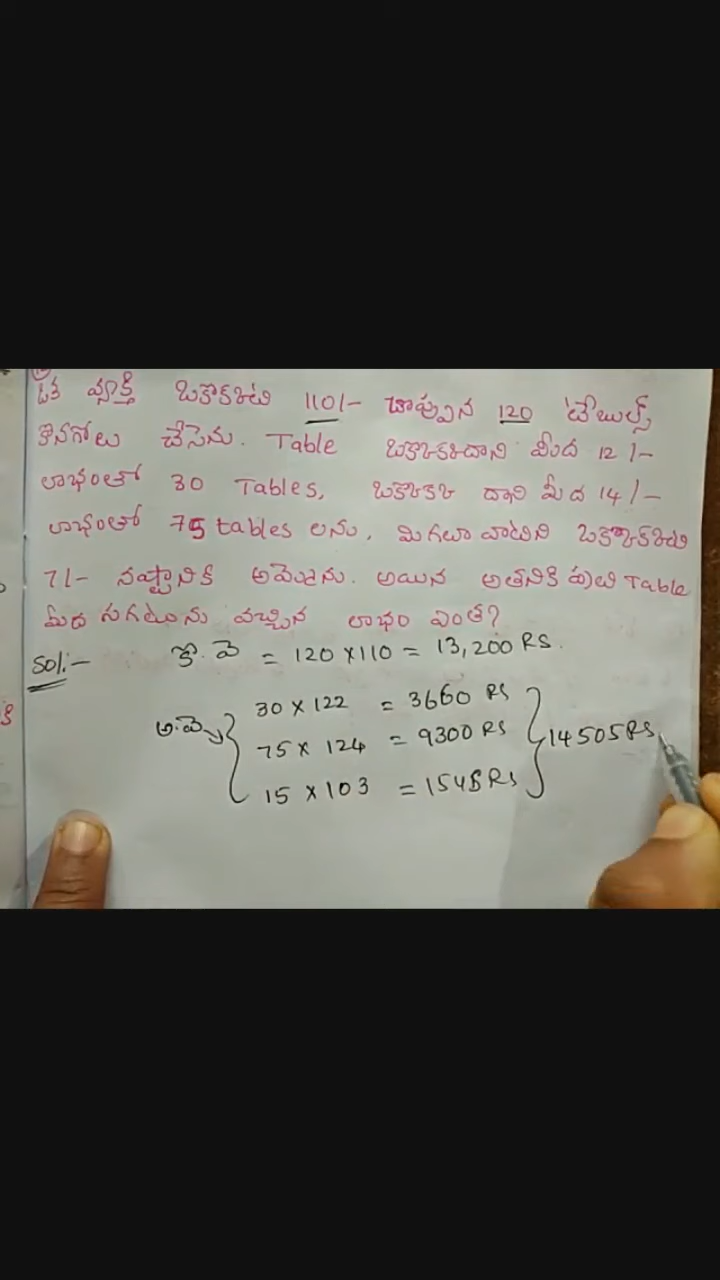 ఒక వ్యక్తి ఒకొక్కటి 110/- చొప్పున 120 టేబుల్స్
కొనుగోలు చేసెను. Table ఒకొక్కదాని మీద 12/-
లాభంతో 30 Tables, ఒకొక్క దాని మీద 14/-
లాభంతో 75 tables లను, మిగలా వాటిని ఒకొక్కటి
7/- నష్టానికి అమ్మెను. అయిన అతనికి ప్రతి Table
మీద సగటును వచ్చిన లాభం ఎంత?
Sol:- కొ.వె = 120 × 110 = 13,200 RS.
30 × 122 = 3660 RS
అ.వె 75 × 124 = 9300 RS 14505RS
15 × 103 = 1545 RS